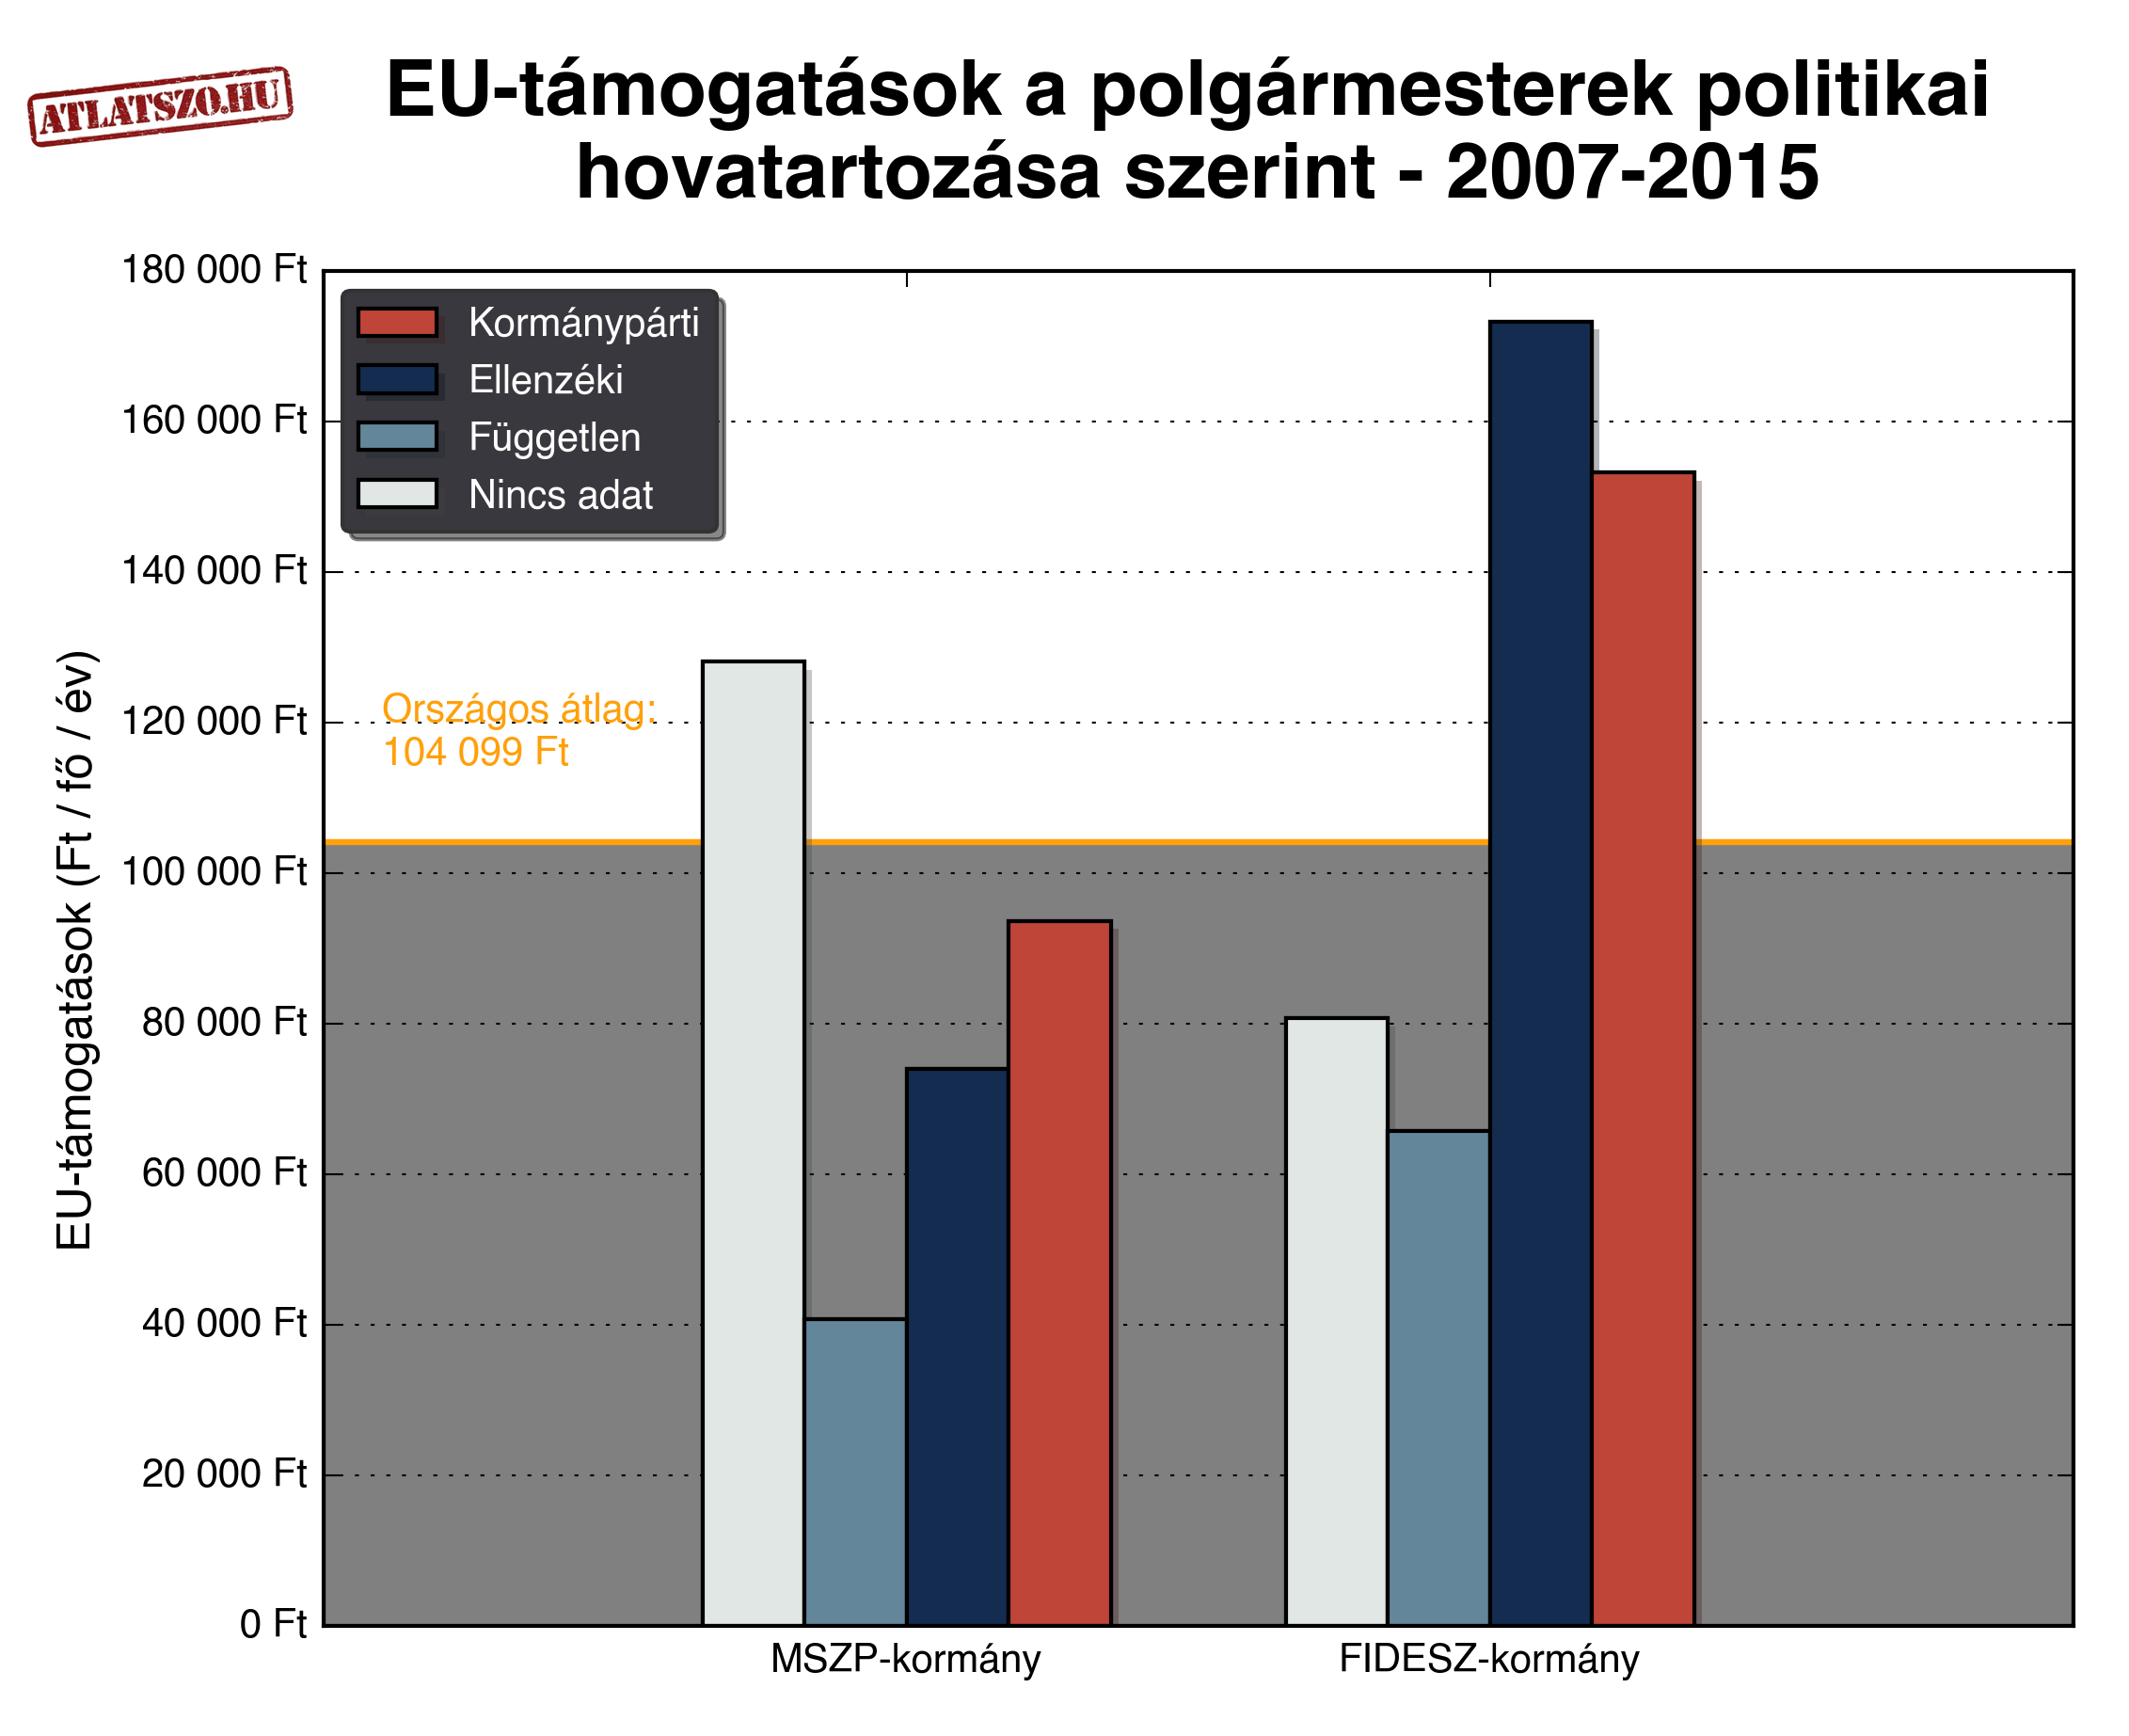 ATLATSZO.HU
EU-támogatások a polgármesterek politikai
hovatartozása szerint - 2007-2015
EU-támogatások (Ft / fő / év)
180 000 Ft
160 000 Ft
140 000 Ft
120 000 Ft
100 000 Ft
80 000 Ft
60 000 Ft
40 000 Ft
20 000 Ft
0 Ft
Kormánypárti
Ellenzéki
Független
Nincs adat
Országos átlag:
104 099 Ft
MSZP-kormány
FIDESZ-kormány